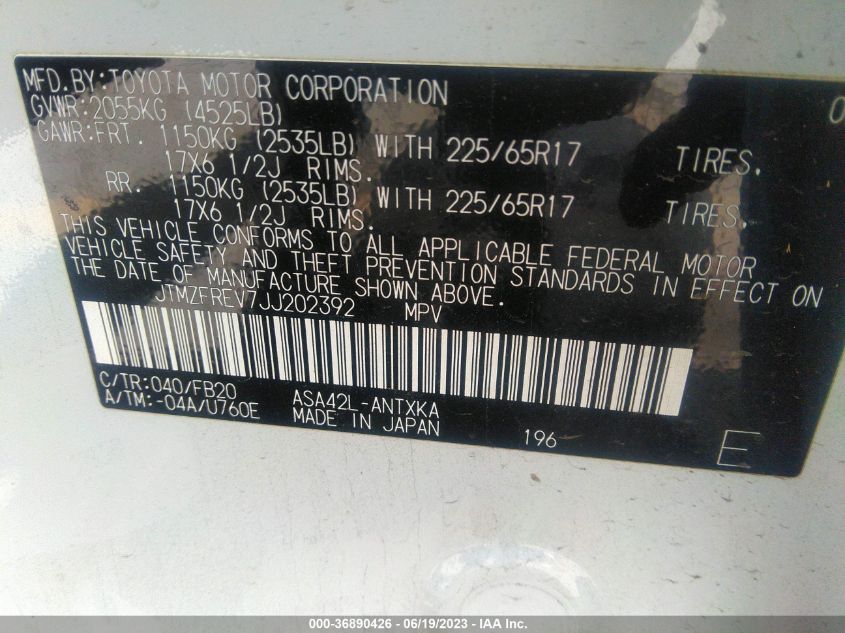 MFD.BY:TOYOTA MOTOR CORPORATION
GVWR:2055KG (4525LB)
GAWR:FRT. 1150KG (2535LB) WITH 225/65R17 TIRES.
17X6 1/2J RIMS.
RR. 1150KG (2535LB) WITH 225/65R17 TIRES.
17X6 1/2J RIMS.
THIS VEHICLE CONFORMS TO ALL APPLICABLE FEDERAL MOTOR
VEHICLE SAFETY AND THEFT PREVENTION STANDARDS IN EFFECT ON
THE DATE OF MANUFACTURE SHOWN ABOVE.
JTMZFREV7JJ202392 MPV
C/TR:040/FB20
A/TM:-04A/U760E
ASA42L-ANTXKA
MADE IN JAPAN
196
E
000-36890426 - 06/19/2023 - IAA Inc.